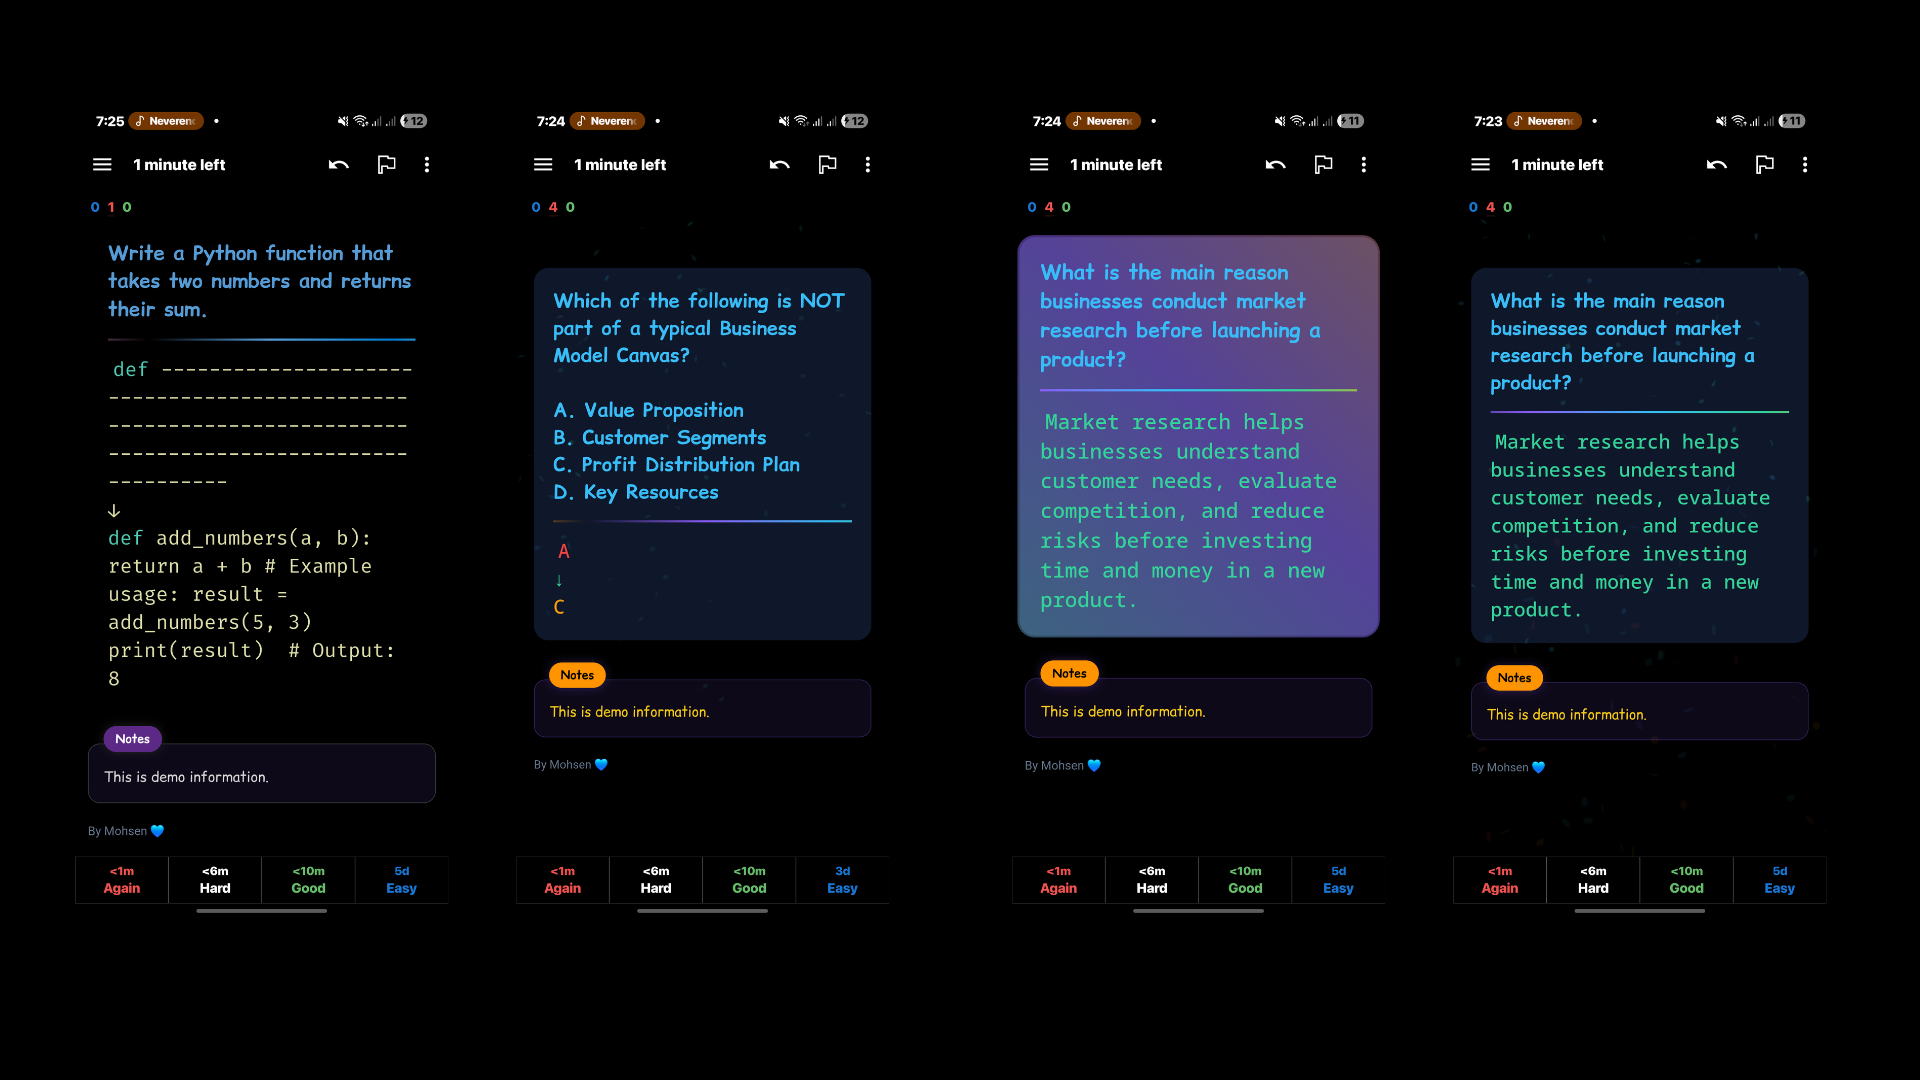 7:25 Neverend 12
1 minute left
0 1 0
Write a Python function that
takes two numbers and returns
their sum.
def ---------------------
-------------------------
-------------------------
-------------------------
----------
↓
def add_numbers(a, b):
return a + b # Example
usage: result =
add_numbers(5, 3)
print(result)  # Output:
8
Notes
This is demo information.
By Mohsen 💙
<1m <6m <10m 5d
Again Hard Good Easy
7:24 Neverend 12
1 minute left
0 4 0
Which of the following is NOT
part of a typical Business
Model Canvas?
A. Value Proposition
B. Customer Segments
C. Profit Distribution Plan
D. Key Resources
A
↓
C
Notes
This is demo information.
By Mohsen 💙
<1m <6m <10m 3d
Again Hard Good Easy
7:24 Neverend 11
1 minute left
0 4 0
What is the main reason
businesses conduct market
research before launching a
product?
Market research helps
businesses understand
customer needs, evaluate
competition, and reduce
risks before investing
time and money in a new
product.
Notes
This is demo information.
By Mohsen 💙
<1m <6m <10m 5d
Again Hard Good Easy
7:23 Neverend 11
1 minute left
0 4 0
What is the main reason
businesses conduct market
research before launching a
product?
Market research helps
businesses understand
customer needs, evaluate
competition, and reduce
risks before investing
time and money in a new
product.
Notes
This is demo information.
By Mohsen 💙
<1m <6m <10m 5d
Again Hard Good Easy